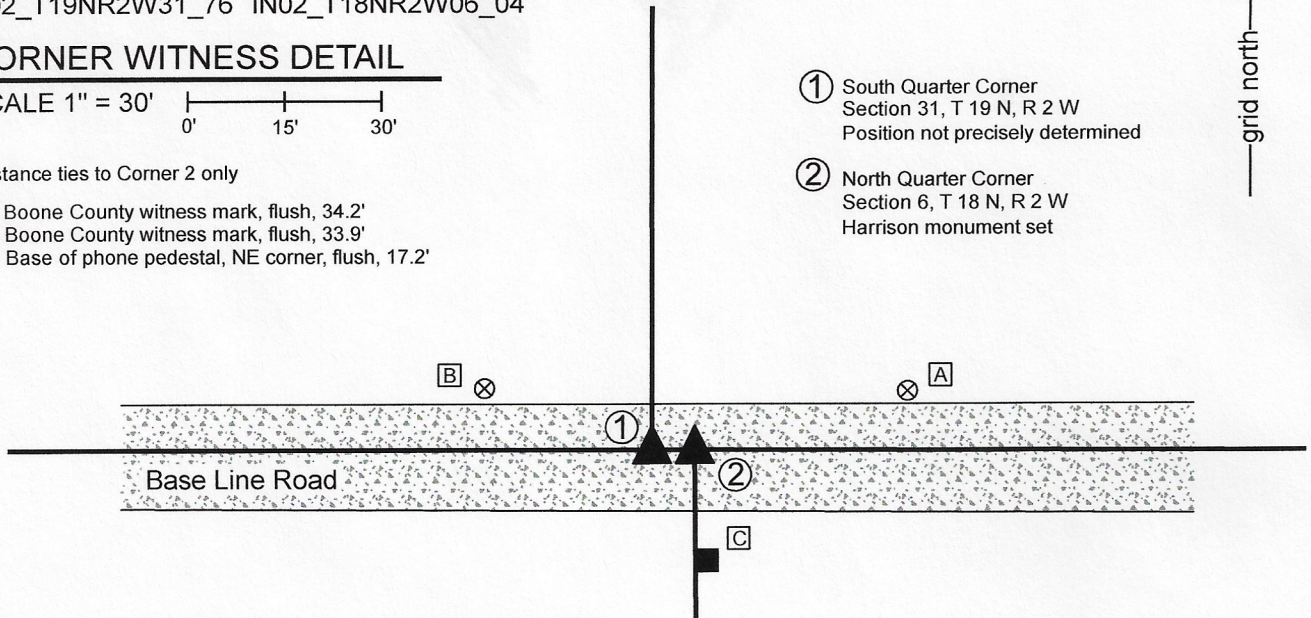 2_T19NR2W31_76 IN02_T18NR2W06_04
ORNER WITNESS DETAIL
CALE 1" = 30'
0' 15' 30'
stance ties to Corner 2 only
Boone County witness mark, flush, 34.2'
Boone County witness mark, flush, 33.9'
Base of phone pedestal, NE corner, flush, 17.2'
1 South Quarter Corner
Section 31, T 19 N, R 2 W
Position not precisely determined
2 North Quarter Corner
Section 6, T 18 N, R 2 W
Harrison monument set
grid north
B
A
1
2
Base Line Road
C